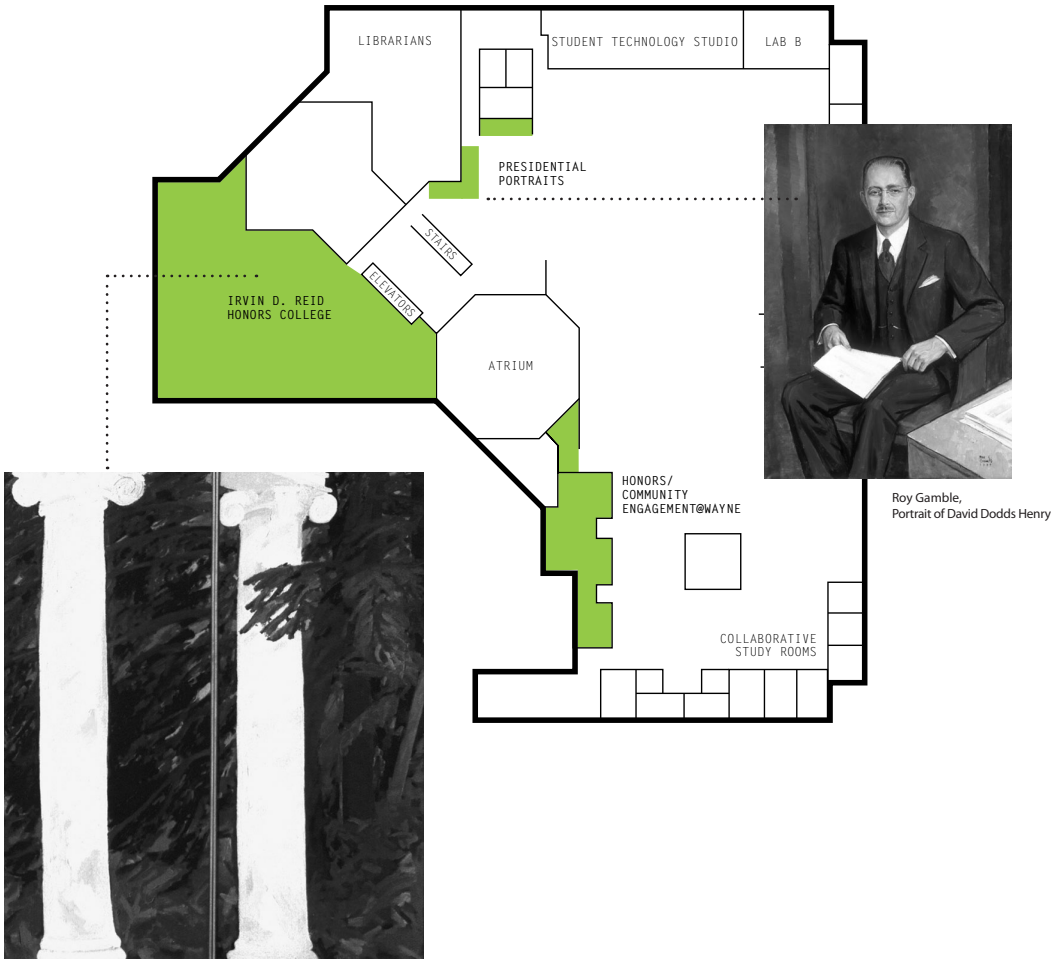 LIBRARIANS
STUDENT TECHNOLOGY STUDIO
LAB B
PRESIDENTIAL
PORTRAITS
STAIRS
ELEVATORS
IRVIN D. REID
HONORS COLLEGE
ATRIUM
HONORS/
COMMUNITY
ENGAGEMENT@WAYNE
Roy Gamble,
Portrait of David Dodds Henry
COLLABORATIVE
STUDY ROOMS